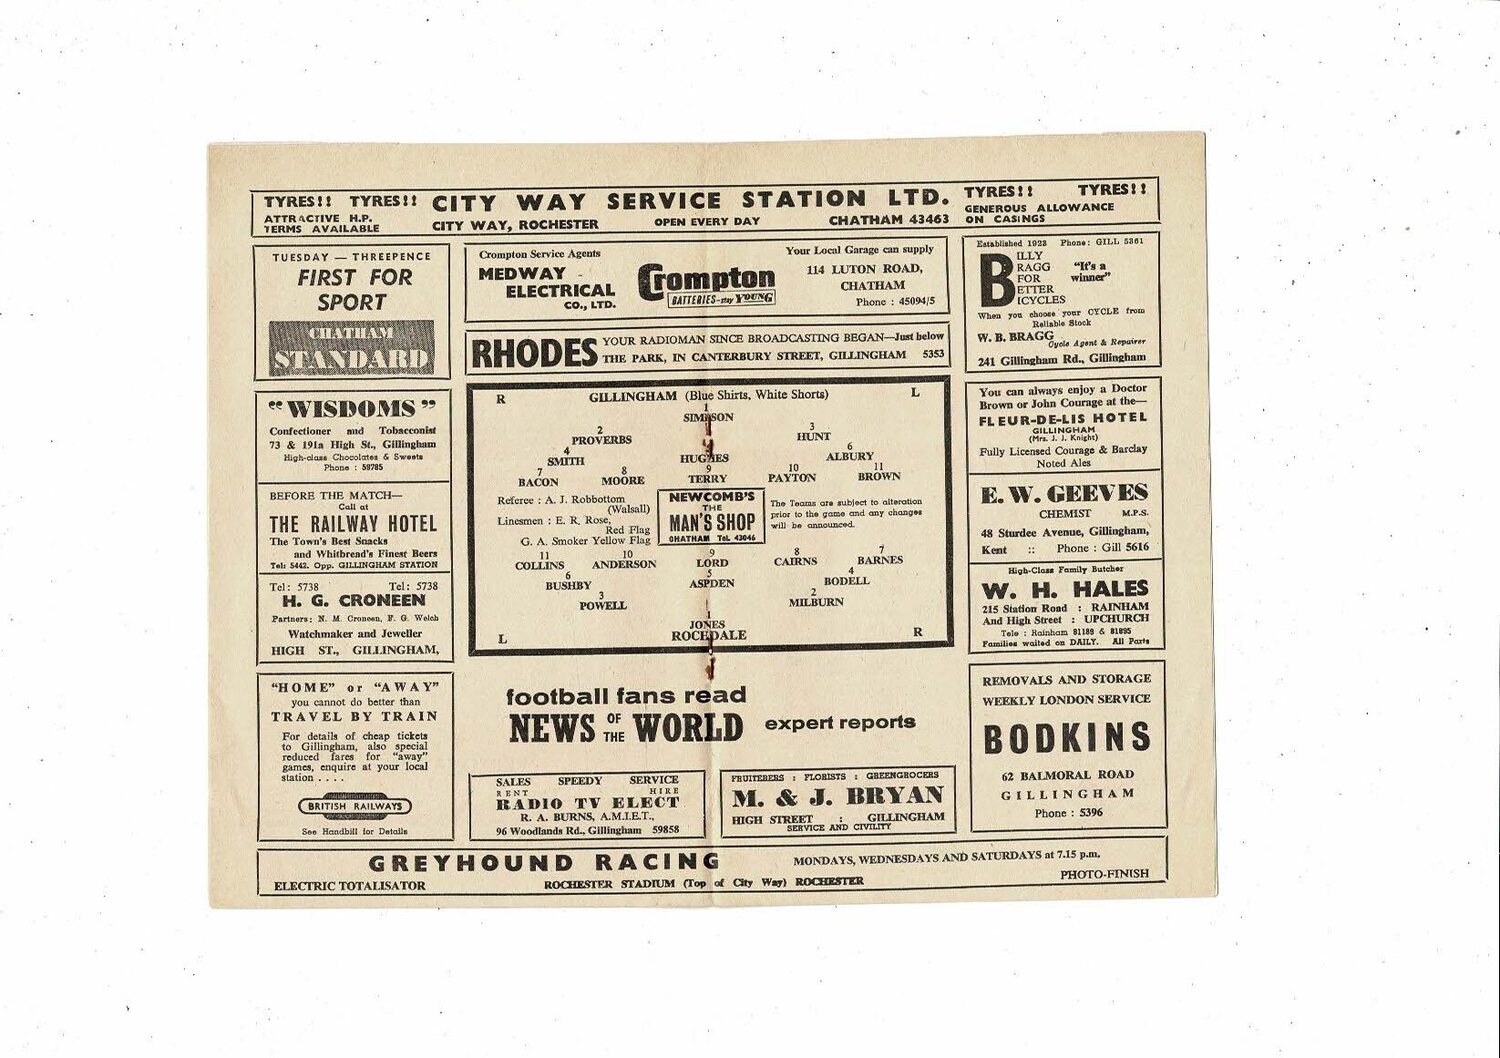 TYRES!! TYRES!! CITY WAY SERVICE STATION LTD. TYRES!! TYRES!!
ATTRACTIVE H.P. TERMS AVAILABLE
CITY WAY, ROCHESTER OPEN EVERY DAY CHATHAM 43463
GENEROUS ALLOWANCE ON CASINGS
TUESDAY — THREEPENCE
FIRST FOR
SPORT
CHATHAM
STANDARD
"WISDOMS"
Confectioner and Tobacconist
73 & 191a High St., Gillingham
High-class Chocolates & Sweets
Phone : 59785
BEFORE THE MATCH—
Call at
THE RAILWAY HOTEL
The Town's Best Snacks
and Whitbread's Finest Beers
Tel: 5442. Opp. GILLINGHAM STATION
Tel: 5738 Tel: 5738
H. G. CRONEEN
Partners: N. M. Croneen, F. G. Welch
Watchmaker and Jeweller
HIGH ST., GILLINGHAM,
"HOME" or "AWAY"
you cannot do better than
TRAVEL BY TRAIN
For details of cheap tickets
to Gillingham, also special
reduced fares for "away"
games, enquire at your local
station . . . .
BRITISH RAILWAYS
See Handbill for Details
Crompton Service Agents
MEDWAY
ELECTRICAL
CO., LTD.
Crompton
BATTERIES-stay YOUNG
Your Local Garage can supply
114 LUTON ROAD,
CHATHAM
Phone : 45094/5
RHODES YOUR RADIOMAN SINCE BROADCASTING BEGAN—Just below
THE PARK, IN CANTERBURY STREET, GILLINGHAM 5353
R GILLINGHAM (Blue Shirts, White Shorts) L
1
SIMPSON
2 3
PROVERBS HUNT
4 6
SMITH HUGHES ALBURY
7 8 9 10 11
BACON MOORE TERRY PAYTON BROWN
Referee : A. J. Robbottom
(Walsall)
Linesmen : E. R. Rose,
Red Flag
G. A. Smoker Yellow Flag
NEWCOMB'S
THE
MAN'S SHOP
CHATHAM Tel. 43046
The Teams are subject to alteration
prior to the game and any changes
will be announced.
11 10 9 8 7
COLLINS ANDERSON LORD CAIRNS BARNES
6 5 4
BUSHBY ASPDEN BODELL
3 2
POWELL MILBURN
1
JONES
L ROCHDALE R
football fans read
NEWS OF THE WORLD expert reports
SALES SPEEDY SERVICE
RENT HIRE
RADIO TV ELECT
R. A. BURNS, A.M.I.E.T.,
96 Woodlands Rd., Gillingham 59858
FRUITERERS : FLORISTS : GREENGROCERS
M. & J. BRYAN
HIGH STREET : GILLINGHAM
SERVICE AND CIVILITY
Established 1923 Phone: GILL 5361
BILLY
BRAGG
FOR
BETTER
BICYCLES
"It's a
winner"
When you choose your CYCLE from
Reliable Stock
W. B. BRAGG
Cycle Agent & Repairer
241 Gillingham Rd., Gillingham
You can always enjoy a Doctor
Brown or John Courage at the—
FLEUR-DE-LIS HOTEL
GILLINGHAM
(Mrs. J. J. Knight)
Fully Licensed Courage & Barclay
Noted Ales
E. W. GEEVES
CHEMIST M.P.S.
48 Sturdee Avenue, Gillingham,
Kent :: Phone : Gill 5616
High-Class Family Butcher
W. H. HALES
215 Station Road : RAINHAM
And High Street : UPCHURCH
Tele : Rainham 81189 & 81895
Families waited on DAILY. All Parts
REMOVALS AND STORAGE
WEEKLY LONDON SERVICE
BODKINS
62 BALMORAL ROAD
GILLINGHAM
Phone : 5396
GREYHOUND RACING MONDAYS, WEDNESDAYS AND SATURDAYS at 7.15 p.m.
ELECTRIC TOTALISATOR ROCHESTER STADIUM (Top of City Way) ROCHESTER PHOTO-FINISH